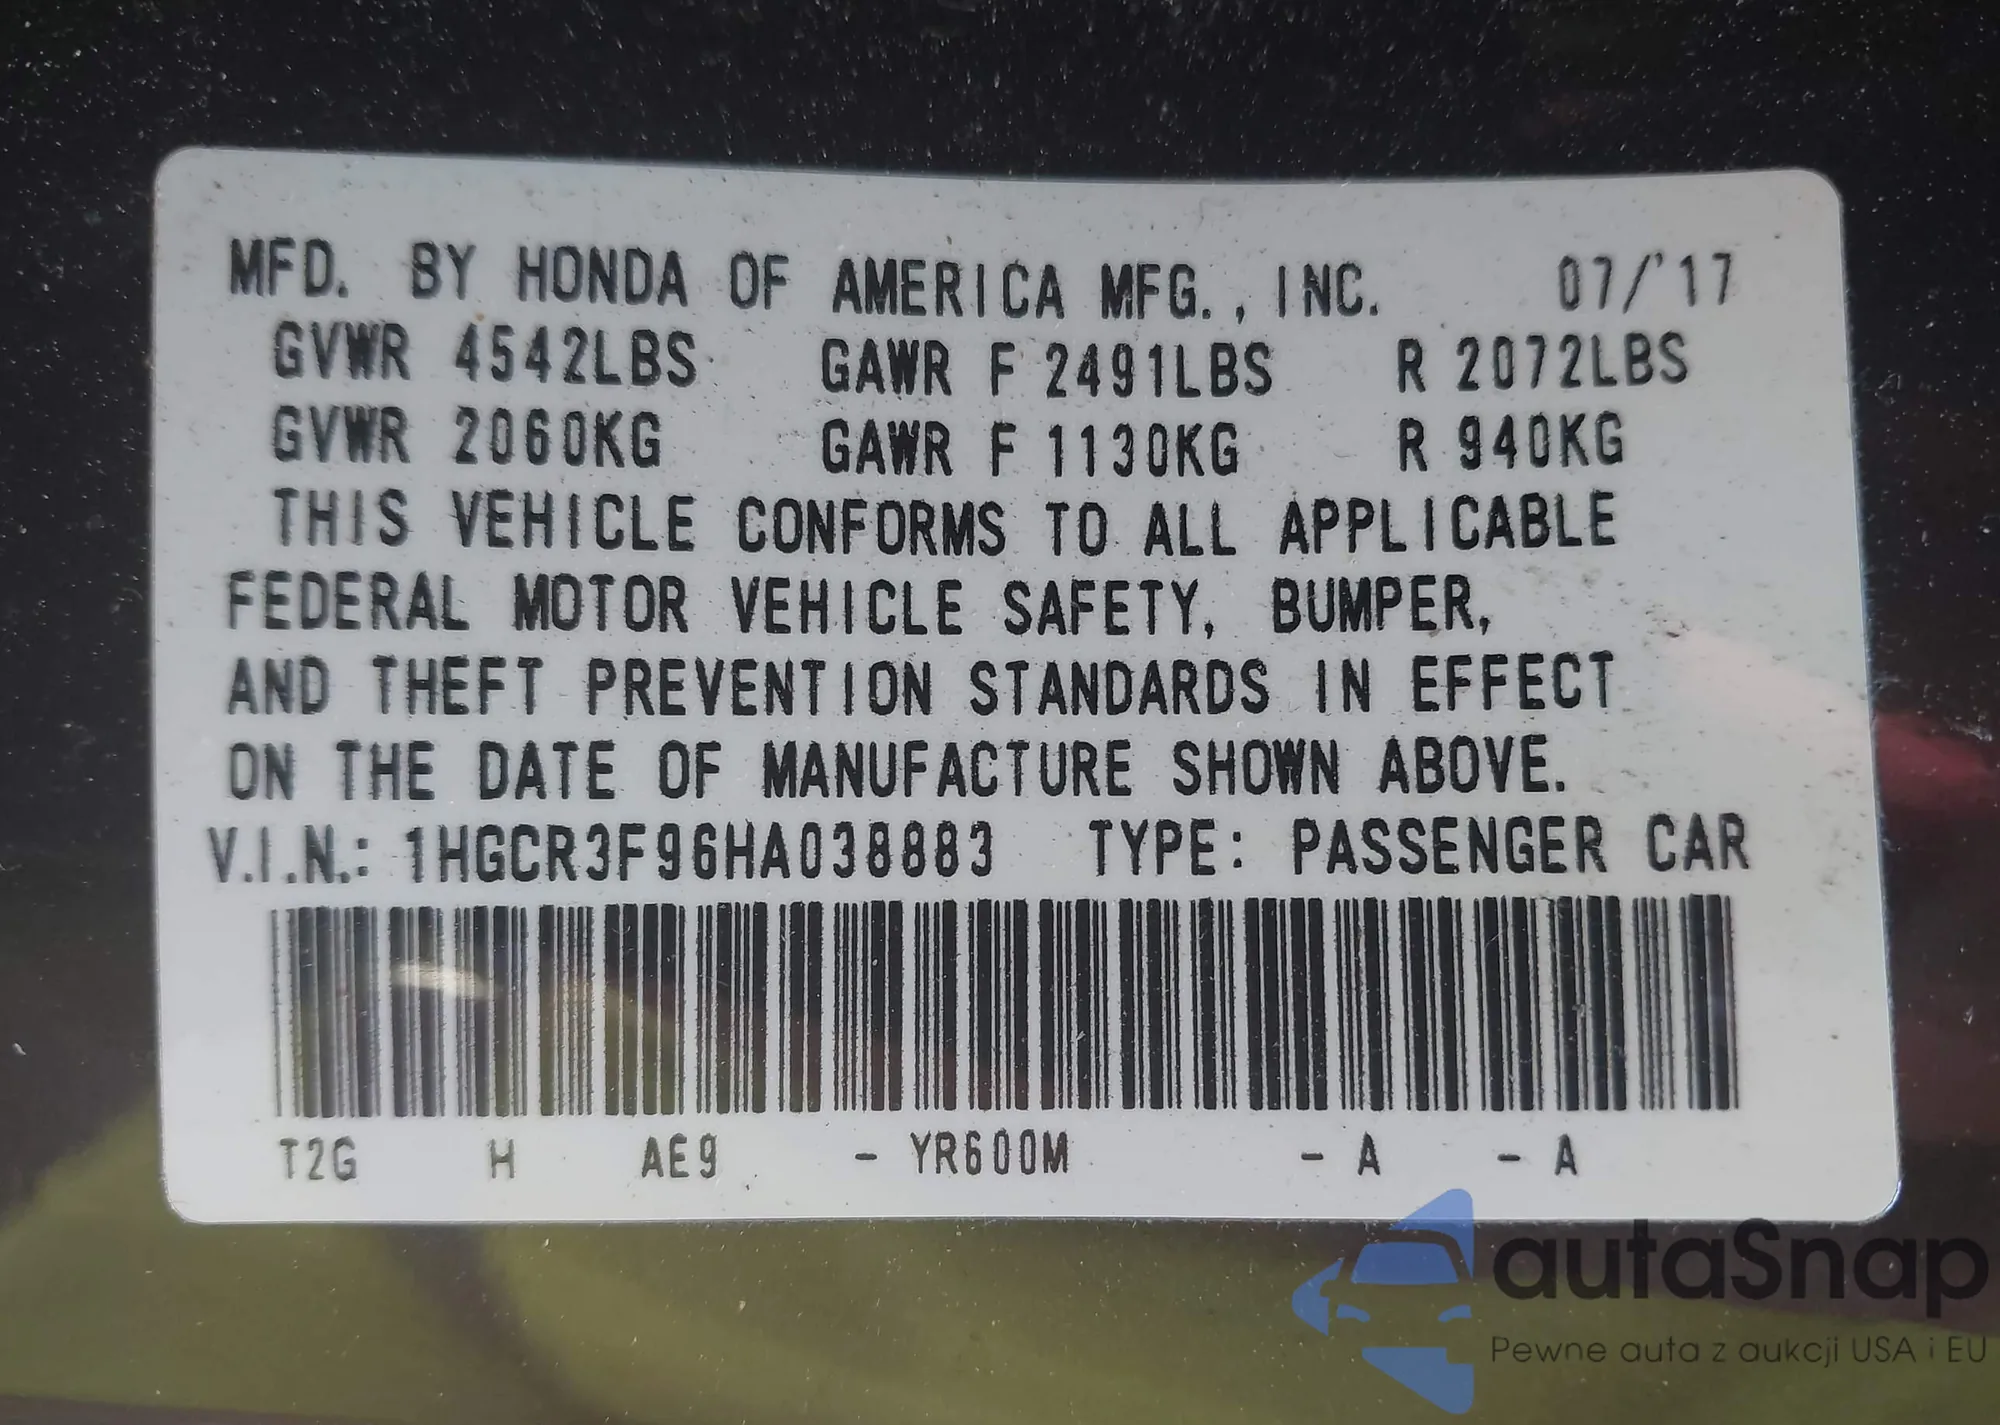 MFD. BY HONDA OF AMERICA MFG., INC. 07/'17
GVWR 4542LBS GAWR F 2491LBS R 2072LBS
GVWR 2060KG GAWR F 1130KG R 940KG
THIS VEHICLE CONFORMS TO ALL APPLICABLE
FEDERAL MOTOR VEHICLE SAFETY, BUMPER,
AND THEFT PREVENTION STANDARDS IN EFFECT
ON THE DATE OF MANUFACTURE SHOWN ABOVE.
V.I.N.: 1HGCR3F96HA038883 TYPE: PASSENGER CAR
T2G H AE9 - YR600M - A - A
autaSnap
Pewne auta z aukcji USA i EU